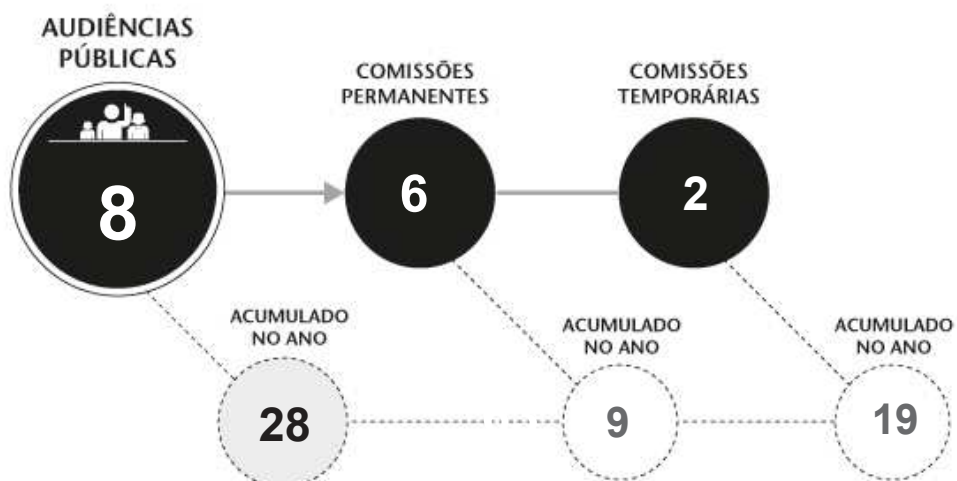 AUDIÊNCIAS
PÚBLICAS
8
COMISSÕES
PERMANENTES
6
COMISSÕES
TEMPORÁRIAS
2
ACUMULADO
NO ANO
28
ACUMULADO
NO ANO
9
ACUMULADO
NO ANO
19